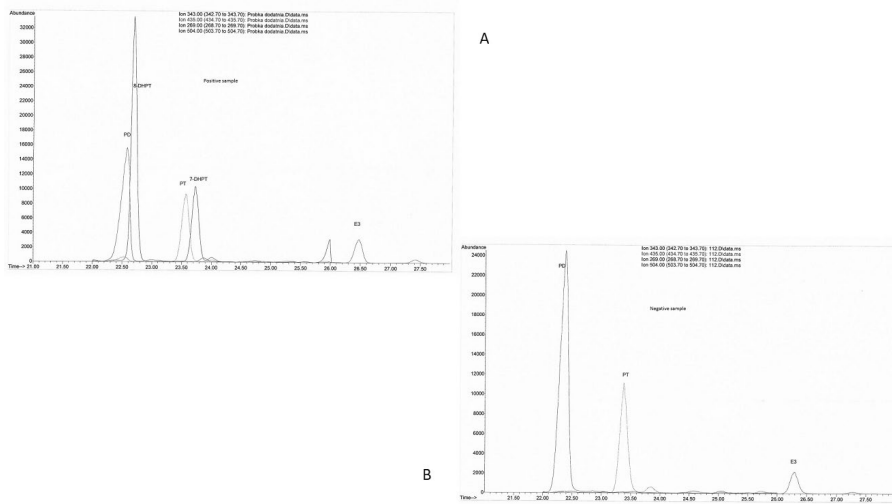 A
Abundance
Ion 343.00 (342.70 to 343.70): Probka dodatnia.D\data.ms
Ion 435.00 (434.70 to 435.70): Probka dodatnia.D\data.ms
Ion 269.00 (268.70 to 269.70): Probka dodatnia.D\data.ms
Ion 504.00 (503.70 to 504.70): Probka dodatnia.D\data.ms
32000
30000
28000
26000
24000
22000
20000
18000
16000
14000
12000
10000
8000
6000
4000
2000
0
Positive sample
8-DHPT
PD
PT
7-DHPT
E3
Time-->
21.00 21.50 22.00 22.50 23.00 23.50 24.00 24.50 25.00 25.50 26.00 26.50 27.00 27.50
B
Abundance
Ion 343.00 (342.70 to 343.70): 112.D\data.ms
Ion 435.00 (434.70 to 435.70): 112.D\data.ms
Ion 269.00 (268.70 to 269.70): 112.D\data.ms
Ion 504.00 (503.70 to 504.70): 112.D\data.ms
24000
22000
20000
18000
16000
14000
12000
10000
8000
6000
4000
2000
0
Negative sample
PD
PT
E3
Time-->
21.00 21.50 22.00 22.50 23.00 23.50 24.00 24.50 25.00 25.50 26.00 26.50 27.00 27.50